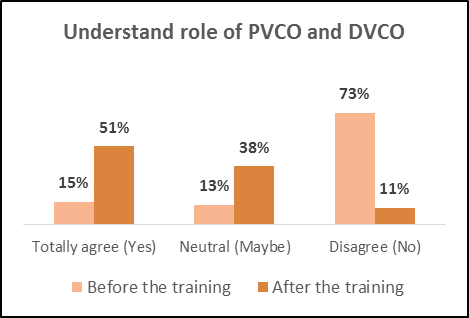 Understand role of PVCO and DVCO
73%
51%
38%
15%
13%
11%
Totally agree (Yes) Neutral (Maybe) Disagree (No)
Before the training After the training